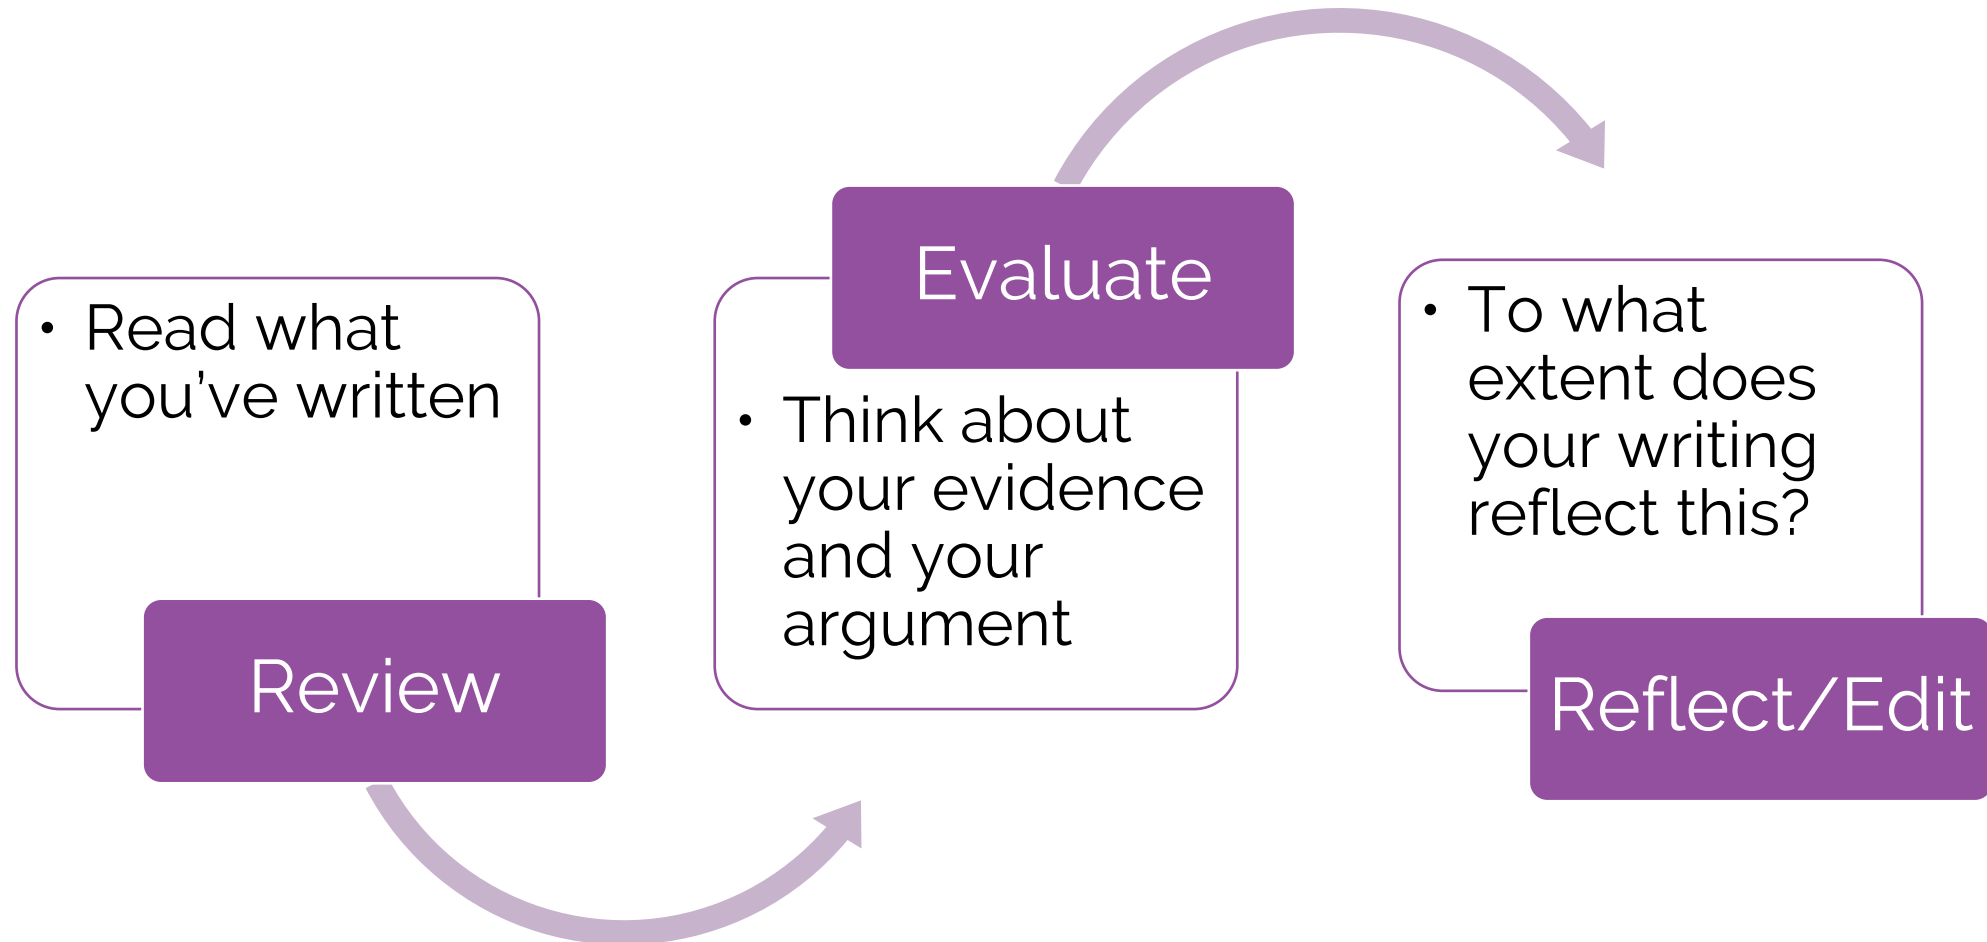 • Read what
you've written
Review
Evaluate
• Think about
your evidence
and your
argument
• To what
extent does
your writing
reflect this?
Reflect/Edit